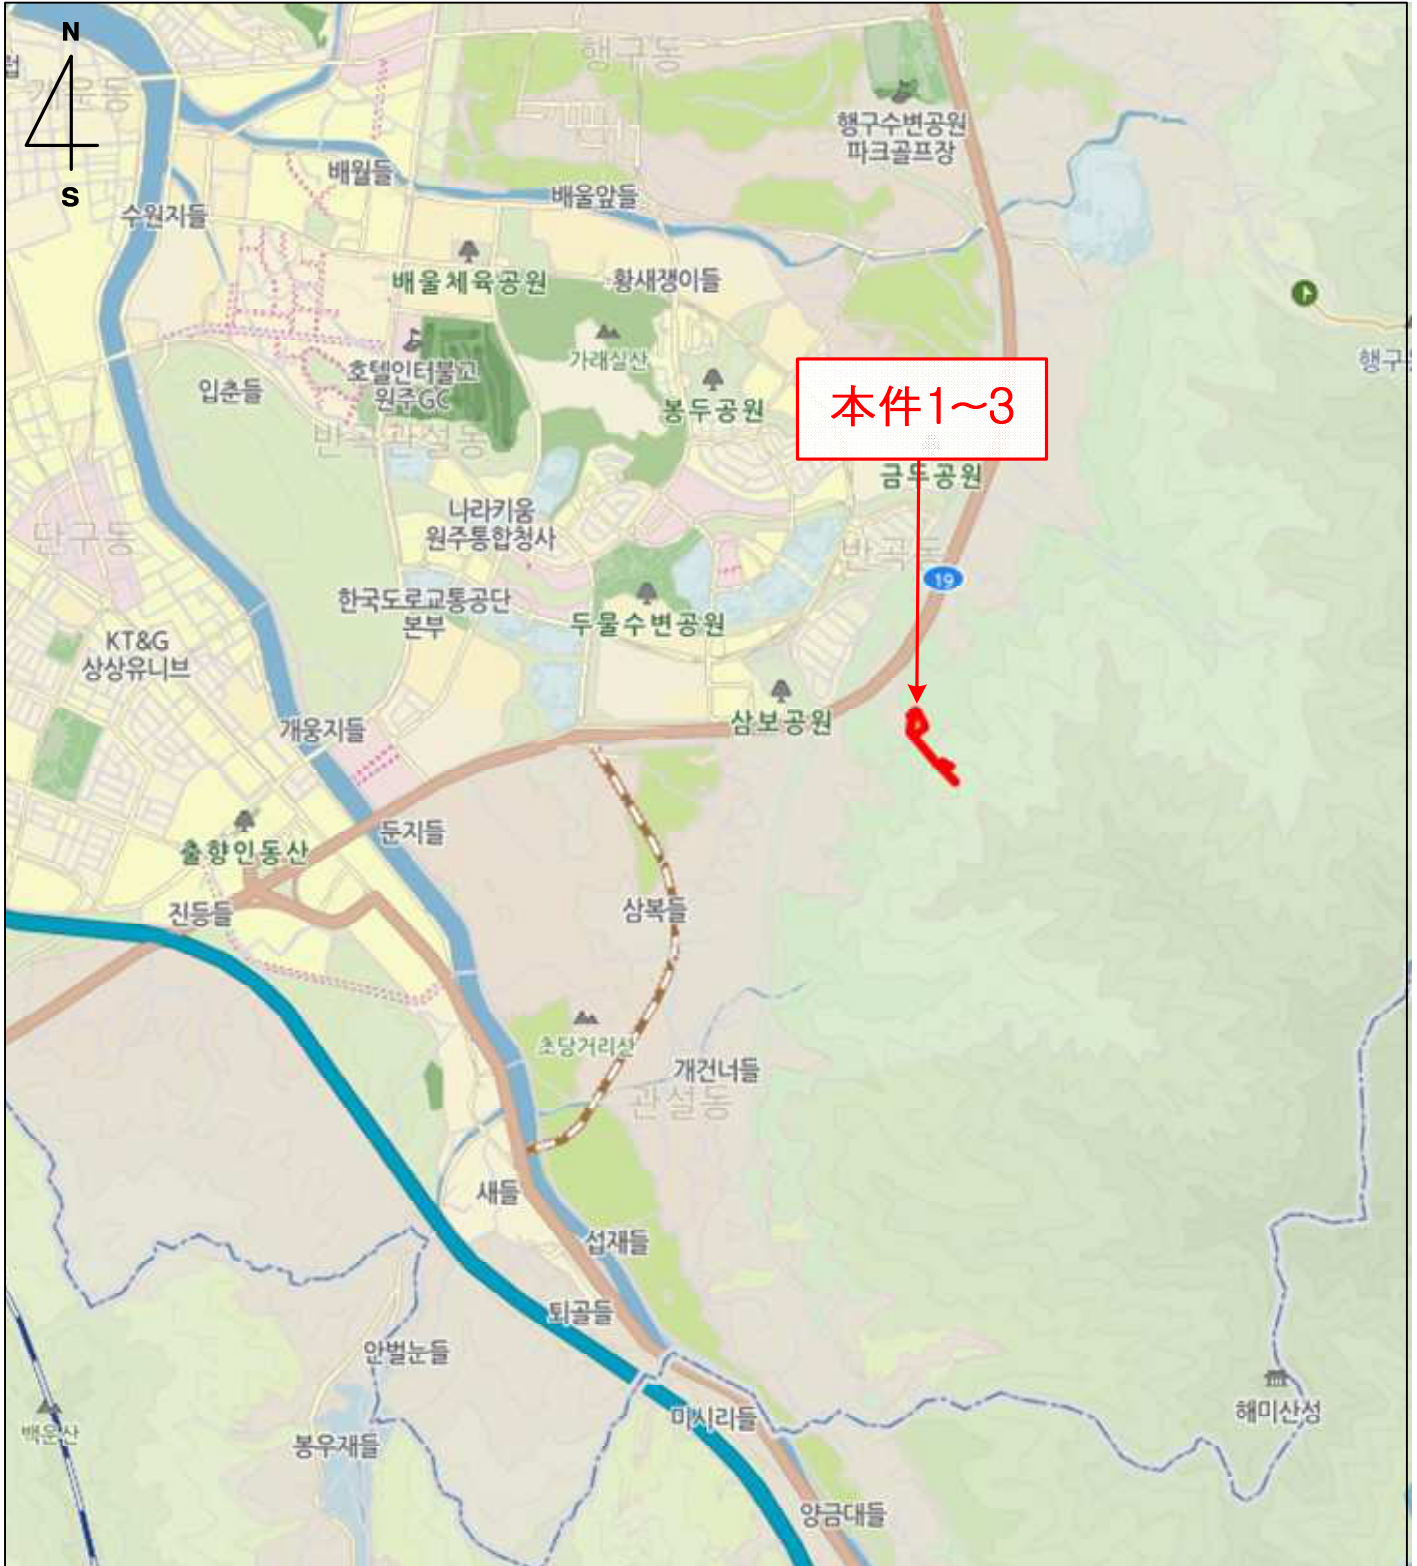 N
S
개운동
행구동
행구수변공원
파크골프장
배월들
배울앞들
수원지들
배울체육공원
황새쟁이들
가래실산
호텔인터불고
원주GC
입춘들
봉두공원
本件1~3
반곡관설동
금두공원
나라키움
원주통합청사
단구동
반곡동
19
한국도로교통공단
본부
두물수변공원
KT&G
상상유니브
개웅지들
삼보공원
둔지들
출향인동산
진등들
삼복들
초당거리산
개건너들
관설동
새들
섭재들
퇴골들
안벌눈들
해미산성
미시리들
백운산
봉우재들
양금대들